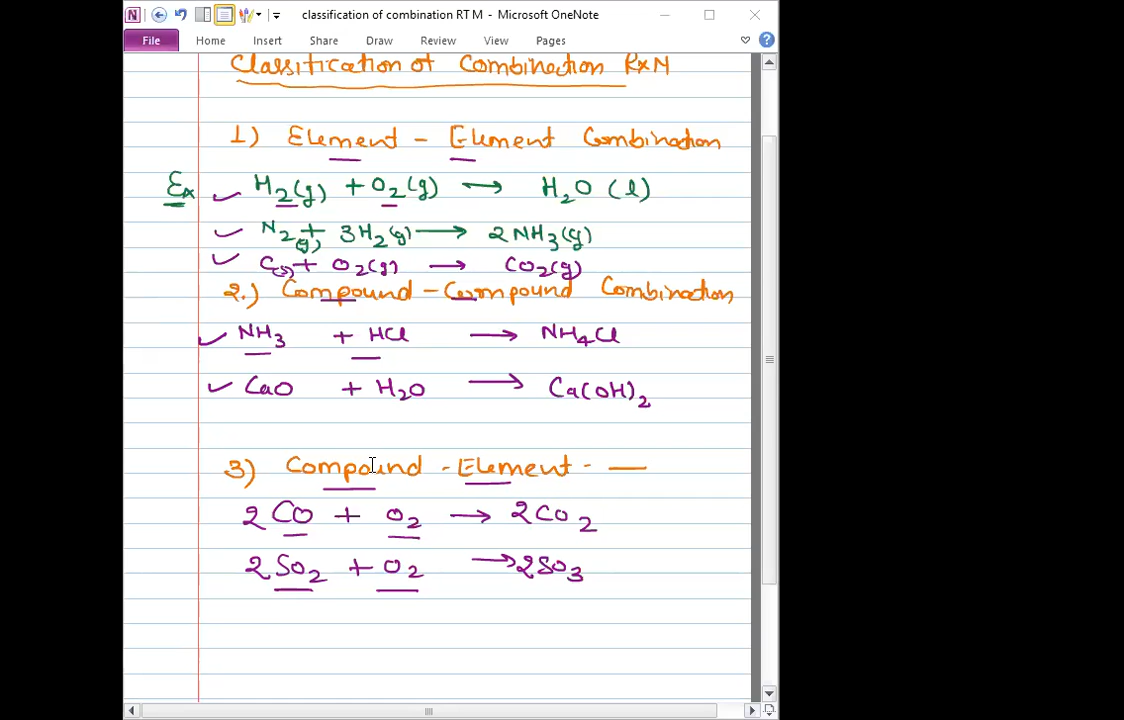 classification of combination RT M - Microsoft OneNote
File Home Insert Share Draw Review View Pages
Classification of Combination RxN
1) Element - Element Combination
Ex H2(g) + O2(g) → H2O (l)
N2(g) + 3H2(g) → 2NH3(g)
C(s) + O2(g) → CO2(g)
2.) Compound - Compound Combination
NH3 + HCl → NH4Cl
CaO + H2O → Ca(OH)2
3) Compound - Element - —
2CO + O2 → 2CO2
2SO2 + O2 → 2SO3